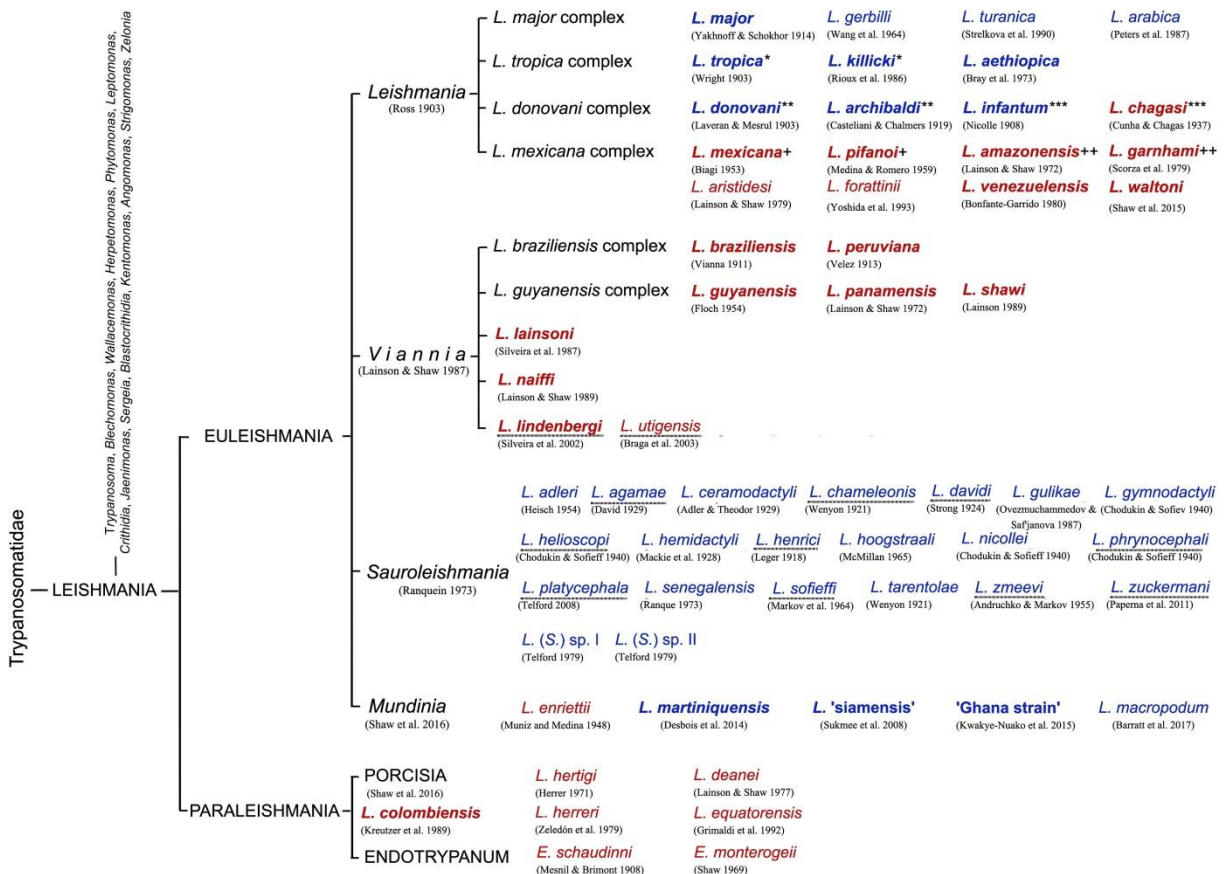 Trypanosoma, Blechomonas, Wallacemonas, Herpetomonas, Phytomonas, Leptomonas,
Crithidia, Jaenimonas, Sergeia, Blastocrithidia, Kentomonas, Angomonas, Strigomonas, Zelonia
Trypanosomatidae
LEISHMANIA
EULEISHMANIA
Leishmania
(Ross 1903)
L. major complex
L. major
L. gerbilli
L. turanica
L. arabica
(Yakhnoff & Schokhor 1914)
(Wang et al. 1964)
(Strelkova et al. 1990)
(Peters et al. 1987)
L. tropica complex
L. tropica*
L. killicki*
L. aethiopica
(Wright 1903)
(Rioux et al. 1986)
(Bray et al. 1973)
L. donovani complex
L. donovani**
L. archibaldi**
L. infantum***
L. chagasi***
(Laveran & Mesrul 1903)
(Casteliani & Chalmers 1919)
(Nicolle 1908)
(Cunha & Chagas 1937)
L. mexicana complex
L. mexicana+
L. pifanoi+
L. amazonensis++
L. garnhami++
(Biagi 1953)
(Medina & Romero 1959)
(Lainson & Shaw 1972)
(Scorza et al. 1979)
L. aristidesi
L. forattinii
L. venezuelensis
L. waltoni
(Lainson & Shaw 1979)
(Yoshida et al. 1993)
(Bonfante-Garrido 1980)
(Shaw et al. 2015)
Viannia
(Lainson & Shaw 1987)
L. braziliensis complex
L. braziliensis
L. peruviana
(Vianna 1911)
(Velez 1913)
L. guyanensis complex
L. guyanensis
L. panamensis
L. shawi
(Floch 1954)
(Lainson & Shaw 1972)
(Lainson 1989)
L. lainsoni
(Silveira et al. 1987)
L. naiffi
(Lainson & Shaw 1989)
L. lindenbergi
L. utigensis
(Silveira et al. 2002)
(Braga et al. 2003)
Sauroleishmania
(Ranquein 1973)
L. adleri
L. agamae
L. ceramodactyli
L. chameleonis
L. davidi
L. gulikae
L. gymnodactyli
(Heisch 1954)
(David 1929)
(Adler & Theodor 1929)
(Wenyon 1921)
(Strong 1924)
(Ovezmuchammedov &
Saf'janova 1987)
(Chodukin & Sofiev 1940)
L. helioscopi
L. hemidactyli
L. henrici
L. hoogstraali
L. nicollei
L. phrynocephali
(Chodukin & Sofieff 1940)
(Mackie et al. 1928)
(Leger 1918)
(McMillan 1965)
(Chodukin & Sofieff 1940)
(Chodukin & Sofieff 1940)
L. platycephala
L. senegalensis
L. sofieffi
L. tarentolae
L. zmeevi
L. zuckermani
(Telford 2008)
(Ranque 1973)
(Markov et al. 1964)
(Wenyon 1921)
(Andruchko & Markov 1955)
(Paperna et al. 2011)
L. (S.) sp. I
L. (S.) sp. II
(Telford 1979)
(Telford 1979)
Mundinia
(Shaw et al. 2016)
L. enriettii
L. martiniquensis
L. 'siamensis'
'Ghana strain'
L. macropodum
(Muniz and Medina 1948)
(Desbois et al. 2014)
(Sukmee et al. 2008)
(Kwakye-Nuako et al. 2015)
(Barratt et al. 2017)
PARALEISHMANIA
PORCISIA
(Shaw et al. 2016)
L. hertigi
L. deanei
(Herrer 1971)
(Lainson & Shaw 1977)
L. colombiensis
L. herreri
L. equatorensis
(Kreutzer et al. 1989)
(Zeledón et al. 1979)
(Grimaldi et al. 1992)
ENDOTRYPANUM
E. schaudinni
E. monterogeii
(Mesnil & Brimont 1908)
(Shaw 1969)